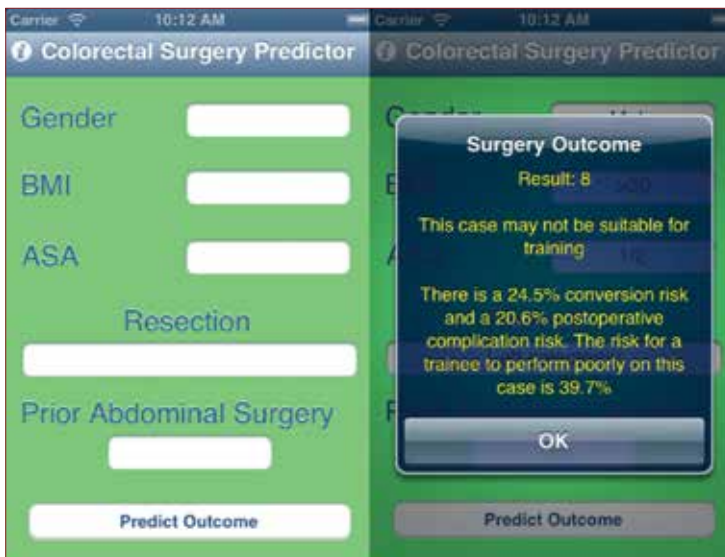 Carrier 10:12 AM
Colorectal Surgery Predictor
Gender
BMI
ASA
Resection
Prior Abdominal Surgery
Predict Outcome
Carrier 10:12 AM
Colorectal Surgery Predictor
Gender
Surgery Outcome
Result: 8
This case may not be suitable for
training
There is a 24.5% conversion risk
and a 20.6% postoperative
complication risk. The risk for a
trainee to perform poorly on this
case is 39.7%
OK
Predict Outcome